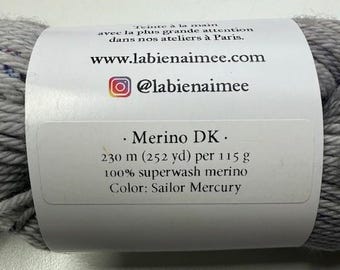 Teinte à la main
avec la plus grande attention
dans nos ateliers à Paris.
www.labienaimee.com
@labienaimee
· Merino DK ·
230 m (252 yd) per 115 g
100% superwash merino
Color: Sailor Mercury